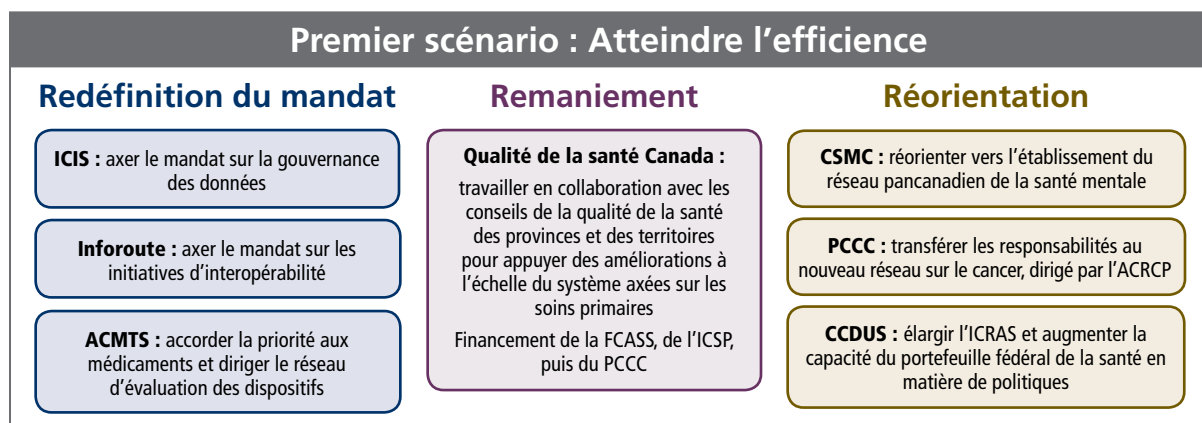 Premier scénario : Atteindre l’efficience
Redéfinition du mandat
ICIS : axer le mandat sur la gouvernance
des données
Inforoute : axer le mandat sur les
initiatives d’interopérabilité
ACMTS : accorder la priorité aux
médicaments et diriger le réseau
d’évaluation des dispositifs
Remaniement
Qualité de la santé Canada :
travailler en collaboration avec les
conseils de la qualité de la santé
des provinces et des territoires
pour appuyer des améliorations à
l’échelle du système axées sur les
soins primaires
Financement de la FCASS, de l’ICSP,
puis du PCCC
Réorientation
CSMC : réorienter vers l’établissement du
réseau pancanadien de la santé mentale
PCCC : transférer les responsabilités au
nouveau réseau sur le cancer, dirigé par l’ACRCP
CCDUS : élargir l’ICRAS et augmenter la
capacité du portefeuille fédéral de la santé en
matière de politiques